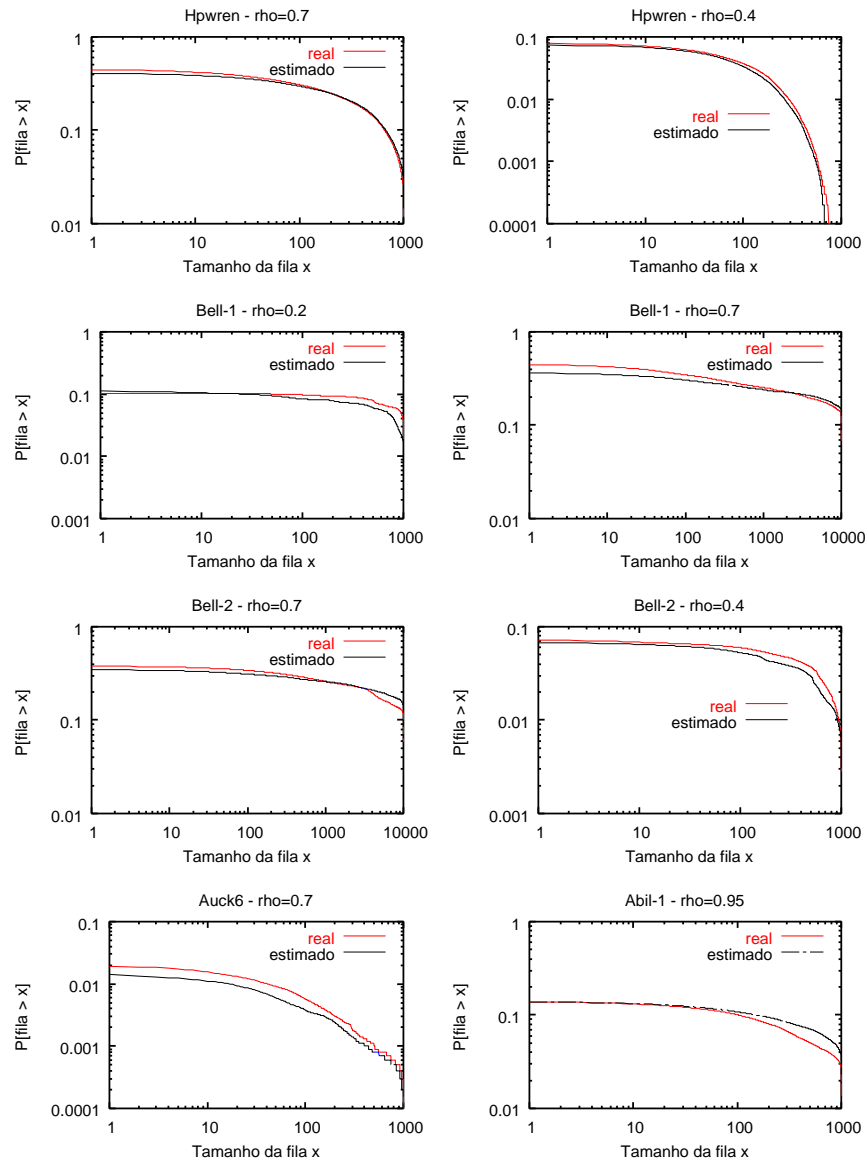 Hpwren - rho=0.7
1
0.1
0.01
P[fila > x]
real
estimado
1
10
100
1000
Tamanho da fila x
Hpwren - rho=0.4
0.1
0.01
0.001
0.0001
P[fila > x]
real
estimado
1
10
100
1000
Tamanho da fila x
Bell-1 - rho=0.2
1
0.1
0.01
0.001
P[fila > x]
real
estimado
1
10
100
1000
Tamanho da fila x
Bell-1 - rho=0.7
1
0.1
0.01
P[fila > x]
real
estimado
1
10
100
1000
10000
Tamanho da fila x
Bell-2 - rho=0.7
1
0.1
0.01
P[fila > x]
real
estimado
1
10
100
1000
10000
Tamanho da fila x
Bell-2 - rho=0.4
0.1
0.01
0.001
P[fila > x]
real
estimado
1
10
100
1000
Tamanho da fila x
Auck6 - rho=0.7
0.1
0.01
0.001
0.0001
P[fila > x]
real
estimado
1
10
100
1000
Tamanho da fila x
Abil-1 - rho=0.95
1
0.1
0.01
P[fila > x]
real
estimado
1
10
100
1000
Tamanho da fila x